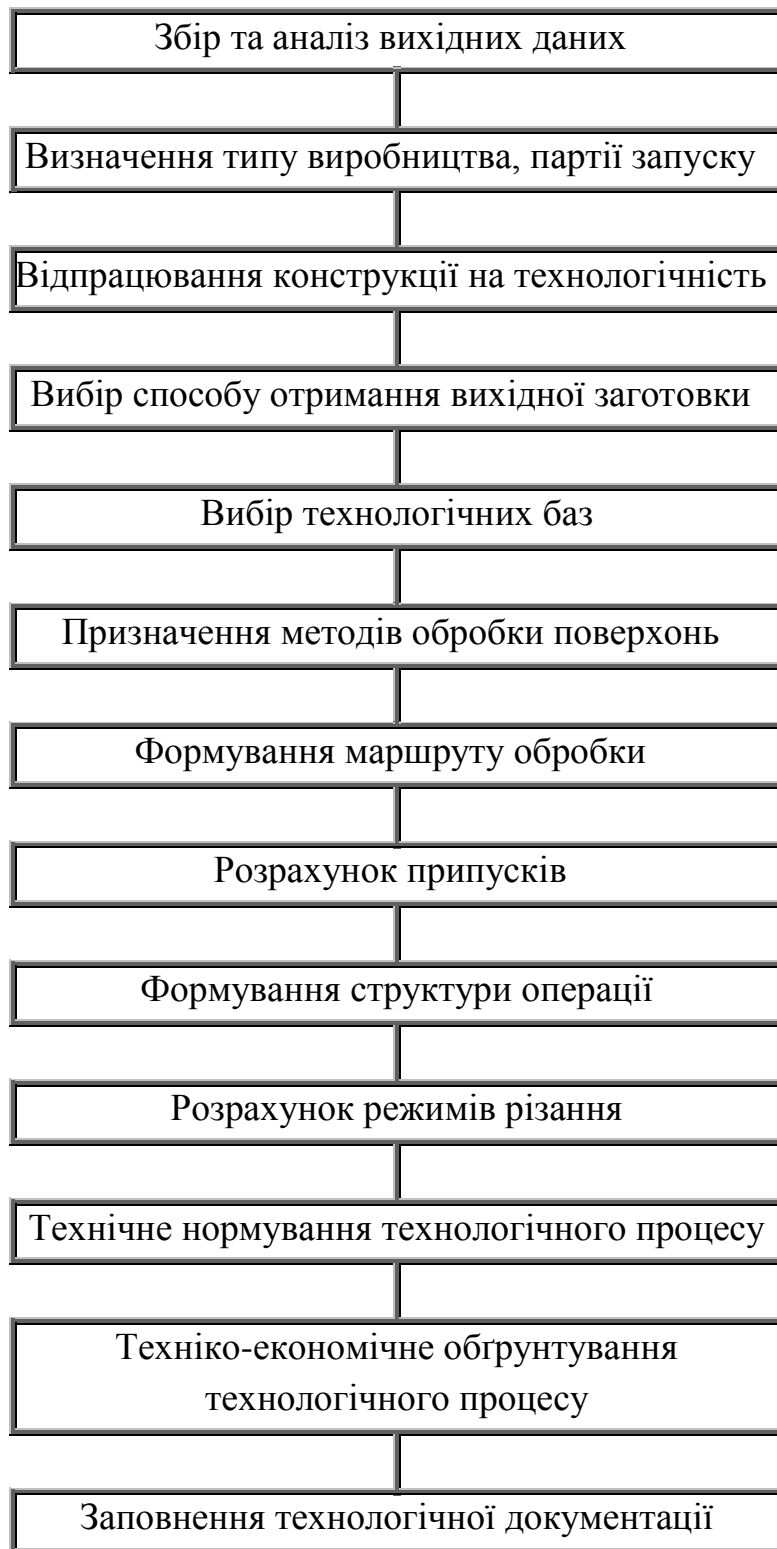 Збір та аналіз вихідних даних
Визначення типу виробництва, партії запуску
Відпрацювання конструкції на технологічність
Вибір способу отримання вихідної заготовки
Вибір технологічних баз
Призначення методів обробки поверхонь
Формування маршруту обробки
Розрахунок припусків
Формування структури операції
Розрахунок режимів різання
Технічне нормування технологічного процесу
Техніко-економічне обґрунтування
технологічного процесу
Заповнення технологічної документації